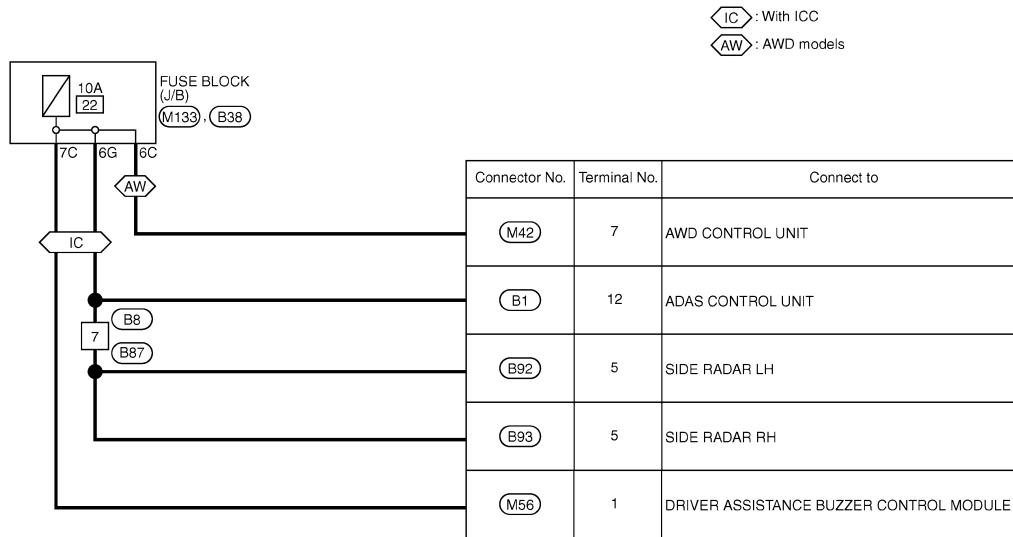 IC : With ICC
AW : AWD models
10A
22
FUSE BLOCK
(J/B)
M133 , B38
7C 6G 6C
AW
IC
B8
7
B87
Connector No. Terminal No. Connect to
M42 7 AWD CONTROL UNIT
B1 12 ADAS CONTROL UNIT
B92 5 SIDE RADAR LH
B93 5 SIDE RADAR RH
M56 1 DRIVER ASSISTANCE BUZZER CONTROL MODULE